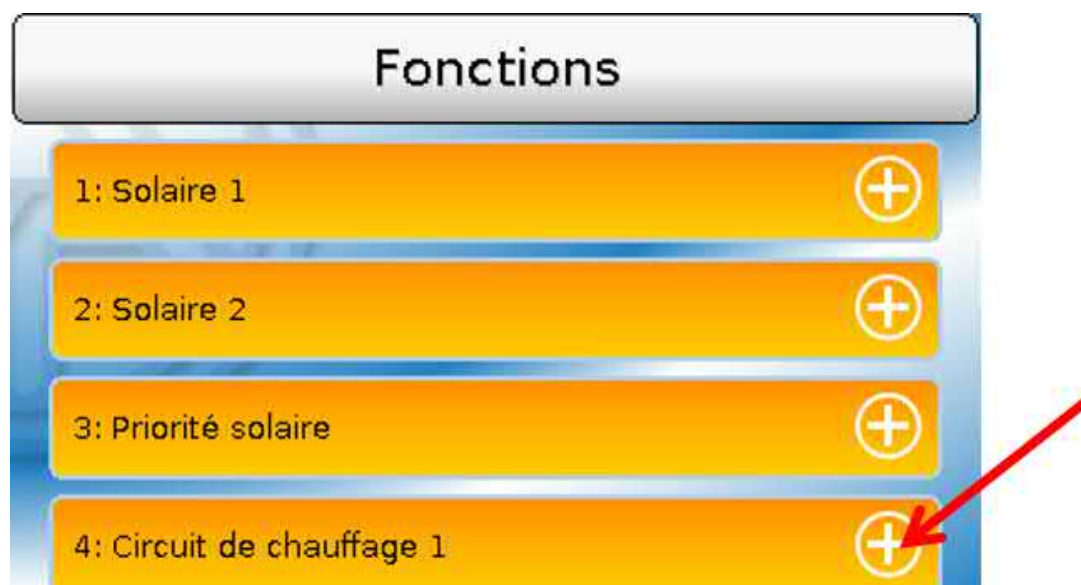 Fonctions
1: Solaire 1
2: Solaire 2
3: Priorité solaire
4: Circuit de chauffage 1